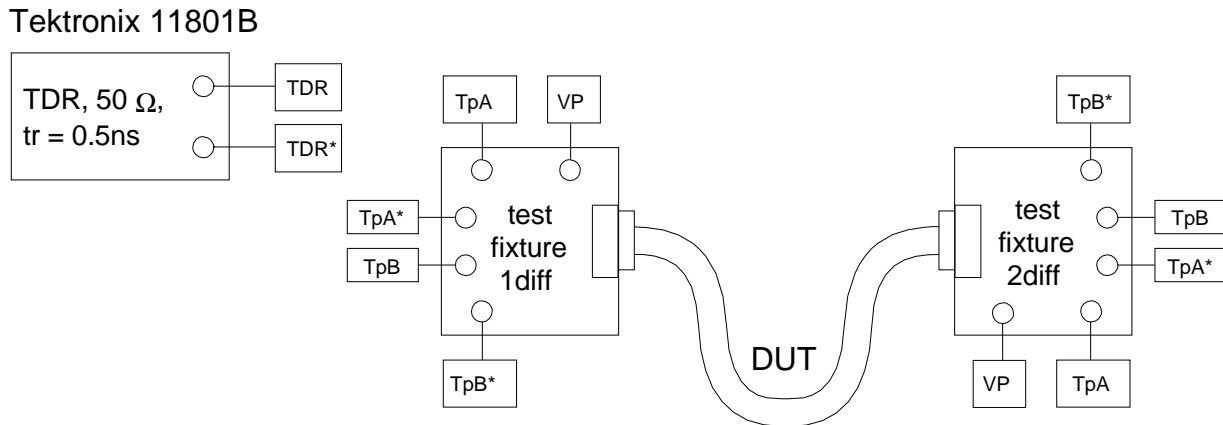 Tektronix 11801B
TDR, 50 Ω,
tr = 0.5ns
TDR
TDR*
TpA
VP
TpA*
TpB
TpB*
test
fixture
1diff
DUT
TpB*
test
fixture
2diff
TpB
TpA*
VP
TpA